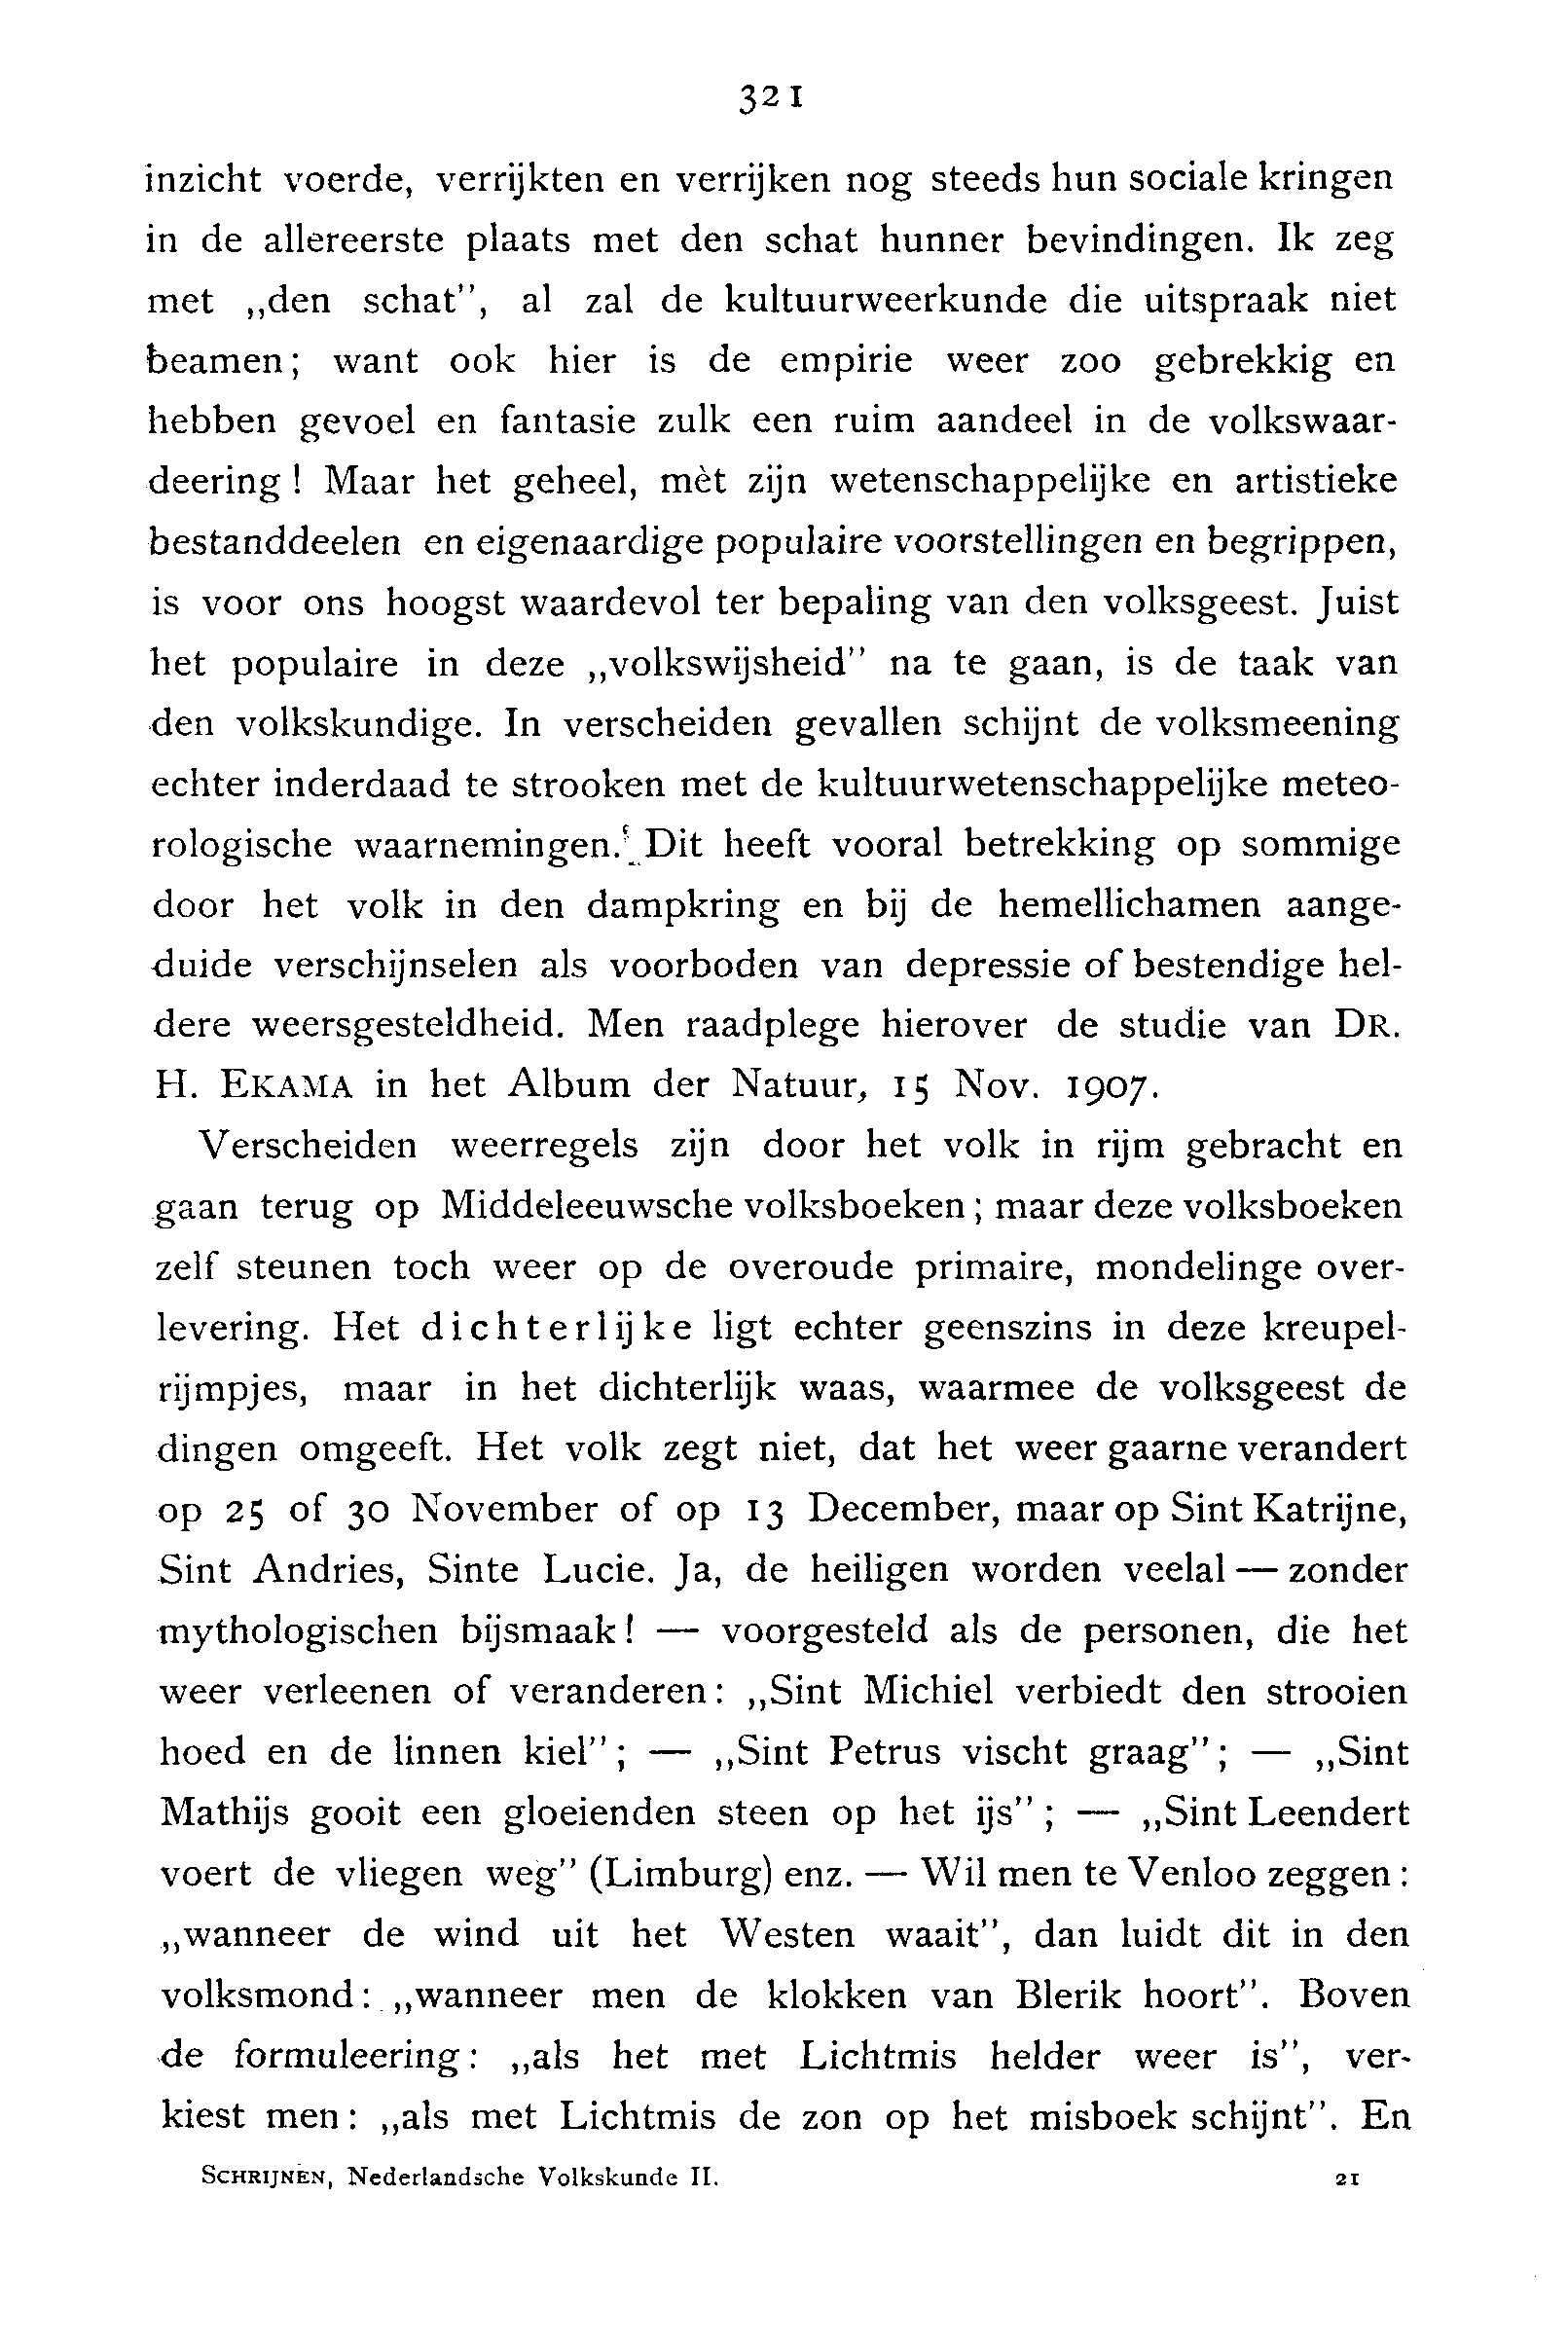 321
inzicht voerde, verrijkten en verrijken nog steeds hun sociale kringen
in de allereerste plaats met den schat hunner bevindingen. Ik zeg
met „den schat”, al zal de kultuurweerkunde die uitspraak niet
beamen; want ook hier is de empirie weer zoo gebrekkig en
hebben gevoel en fantasie zulk een ruim aandeel in de volkswaar-
deering! Maar het geheel, mèt zijn wetenschappelijke en artistieke
bestanddeelen en eigenaardige populaire voorstellingen en begrippen,
is voor ons hoogst waardevol ter bepaling van den volksgeest. Juist
het populaire in deze „volkswijsheid” na te gaan, is de taak van
den volkskundige. In verscheiden gevallen schijnt de volksmeening
echter inderdaad te strooken met de kultuurwetenschappelijke meteo-
rologische waarnemingen. Dit heeft vooral betrekking op sommige
door het volk in den dampkring en bij de hemellichamen aange-
duide verschijnselen als voorboden van depressie of bestendige hel-
dere weersgesteldheid. Men raadplege hierover de studie van DR.
H. EKAMA in het Album der Natuur, 15 Nov. 1907.
Verscheiden weerregels zijn door het volk in rijm gebracht en
gaan terug op Middeleeuwsche volksboeken; maar deze volksboeken
zelf steunen toch weer op de overoude primaire, mondelinge over-
levering. Het dichterlijke ligt echter geenszins in deze kreupel-
rijmpjes, maar in het dichterlijk waas, waarmee de volksgeest de
dingen omgeeft. Het volk zegt niet, dat het weer gaarne verandert
op 25 of 30 November of op 13 December, maar op Sint Katrijne,
Sint Andries, Sinte Lucie. Ja, de heiligen worden veelal — zonder
mythologischen bijsmaak! — voorgesteld als de personen, die het
weer verleenen of veranderen: „Sint Michiel verbiedt den strooien
hoed en de linnen kiel”; — „Sint Petrus vischt graag”; — „Sint
Mathijs gooit een gloeienden steen op het ijs”; — „Sint Leendert
voert de vliegen weg” (Limburg) enz. — Wil men te Venloo zeggen:
„wanneer de wind uit het Westen waait”, dan luidt dit in den
volksmond: „wanneer men de klokken van Blerik hoort”. Boven
de formuleering: „als het met Lichtmis helder weer is”, ver-
kiest men: „als met Lichtmis de zon op het misboek schijnt”. En
SCHRIJNEN, Nederlandsche Volkskunde II. 21